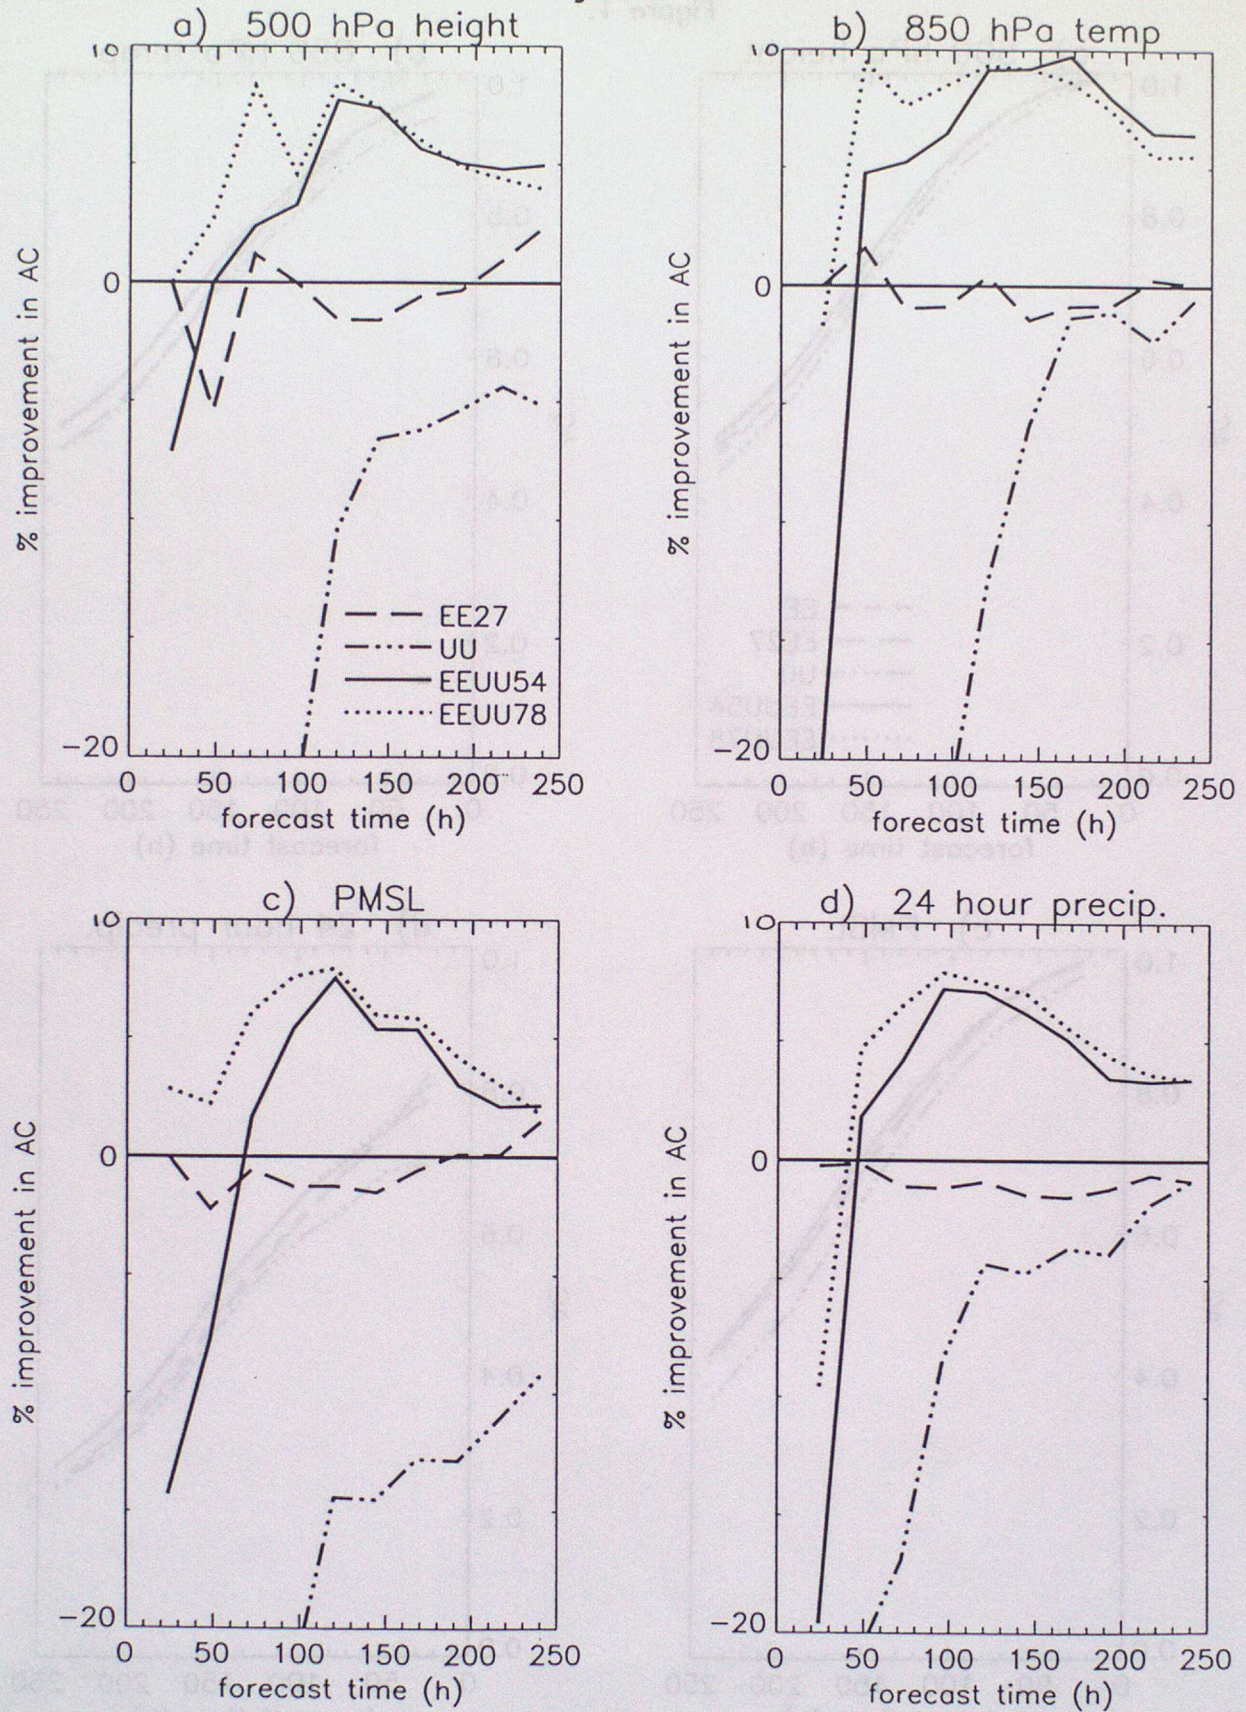 a) 500 hPa height
10
0
-20
% improvement in AC
EE27
UU
EEUU54
EEUU78
0 50 100 150 200 250
forecast time (h)
b) 850 hPa temp
10
0
-20
% improvement in AC
0 50 100 150 200 250
forecast time (h)
c) PMSL
10
0
-20
% improvement in AC
0 50 100 150 200 250
forecast time (h)
d) 24 hour precip.
10
0
-20
% improvement in AC
0 50 100 150 200 250
forecast time (h)